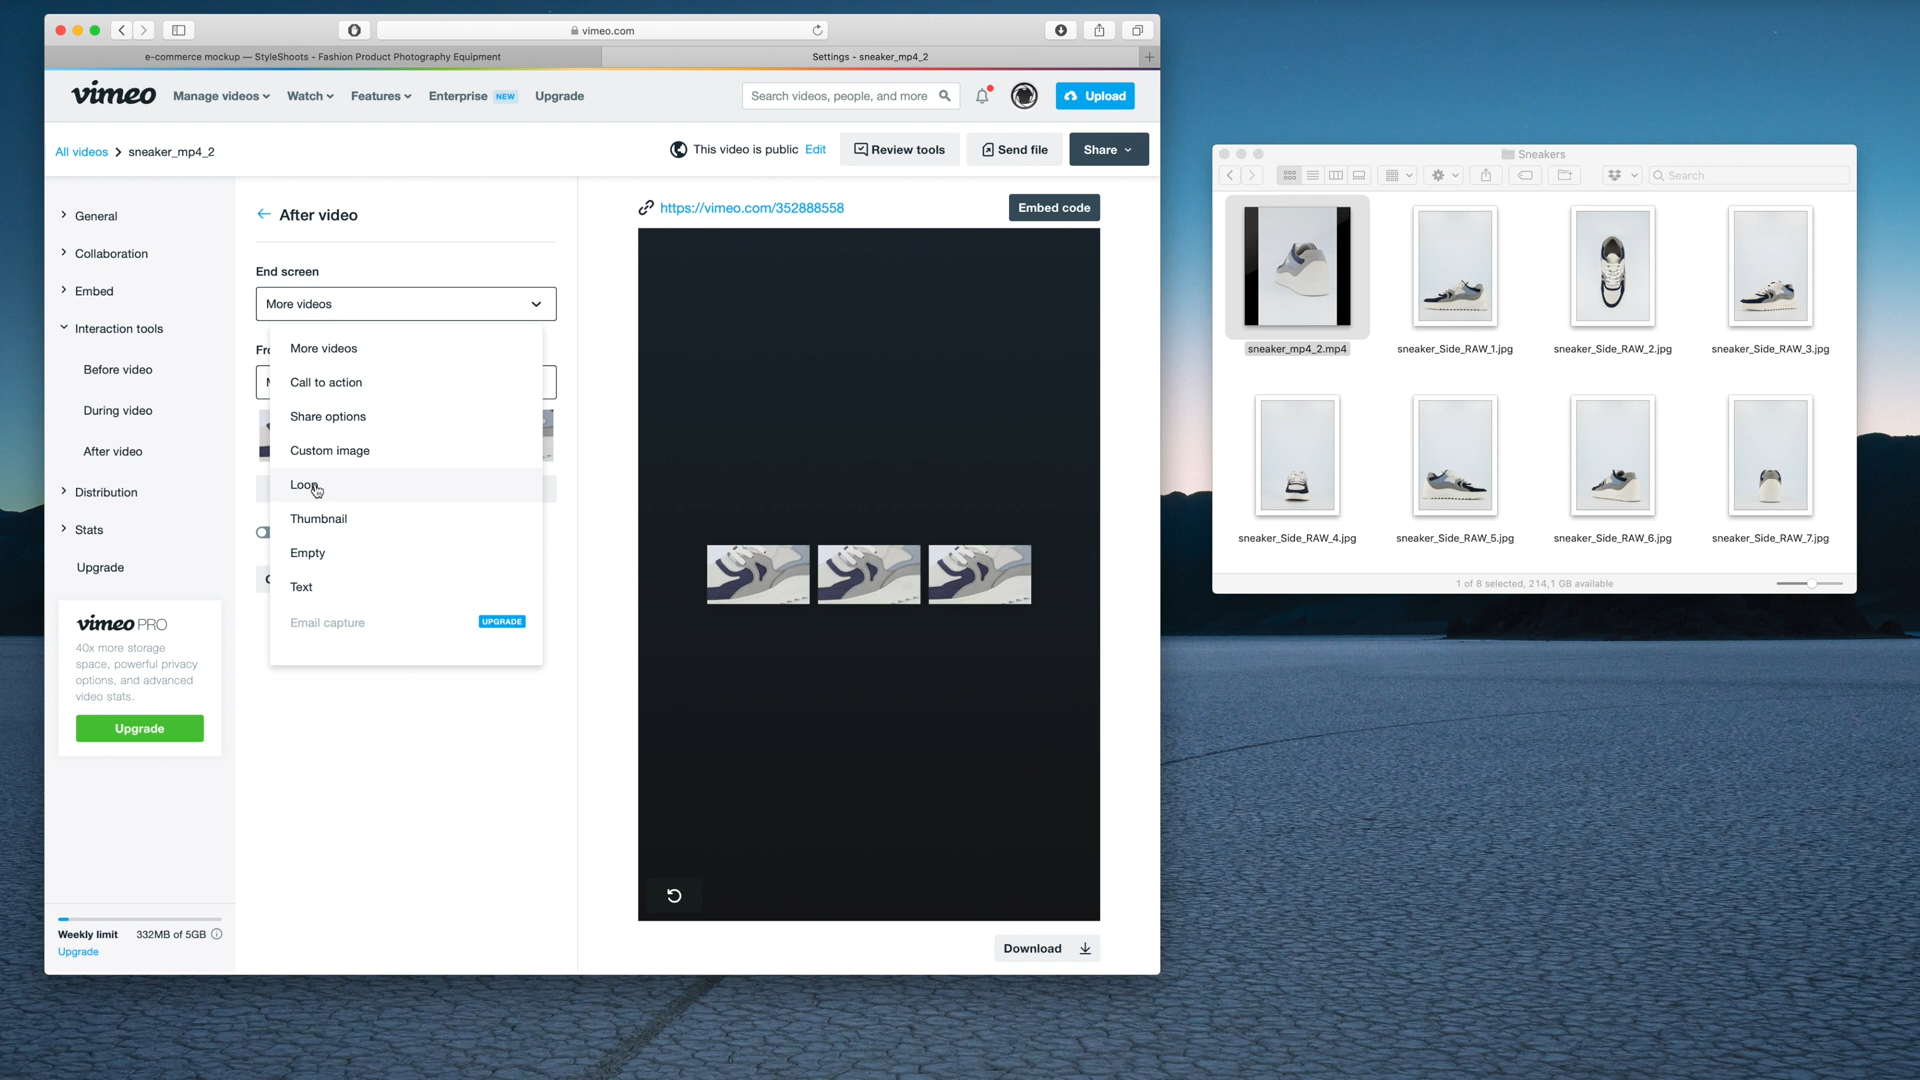 vimeo.com
e-commerce mockup — StyleShoots - Fashion Product Photography Equipment
Settings - sneaker_mp4_2
vimeo
Manage videos
Watch
Features
Enterprise NEW
Upgrade
Search videos, people, and more
Upload
All videos > sneaker_mp4_2
This video is public Edit
Review tools
Send file
Share
General
Collaboration
Embed
Interaction tools
Before video
During video
After video
Distribution
Stats
Upgrade
vimeo PRO
40x more storage
space, powerful privacy
options, and advanced
video stats.
Upgrade
Weekly limit 332MB of 5GB
Upgrade
After video
End screen
More videos
More videos
Call to action
Share options
Custom image
Loop
Thumbnail
Empty
Text
Email capture UPGRADE
https://vimeo.com/352888558
Embed code
Download
Sneakers
Search
sneaker_mp4_2.mp4
sneaker_Side_RAW_1.jpg
sneaker_Side_RAW_2.jpg
sneaker_Side_RAW_3.jpg
sneaker_Side_RAW_4.jpg
sneaker_Side_RAW_5.jpg
sneaker_Side_RAW_6.jpg
sneaker_Side_RAW_7.jpg
1 of 8 selected, 214,1 GB available